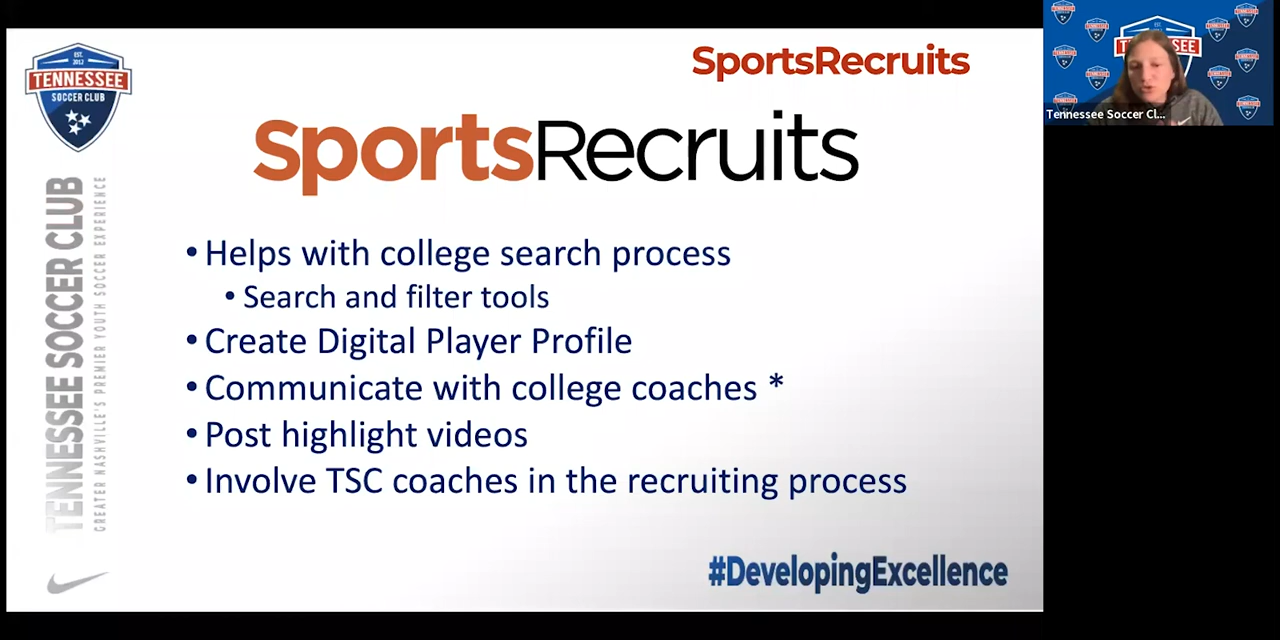 EST.
2012
TENNESSEE
SOCCER CLUB
TENNESSEE SOCCER CLUB
GREATER NASHVILLE'S PREMIER YOUTH SOCCER EXPERIENCE
SportsRecruits
SportsRecruits
• Helps with college search process
• Search and filter tools
• Create Digital Player Profile
• Communicate with college coaches *
• Post highlight videos
• Involve TSC coaches in the recruiting process
#DevelopingExcellence
Tennessee Soccer Cl...